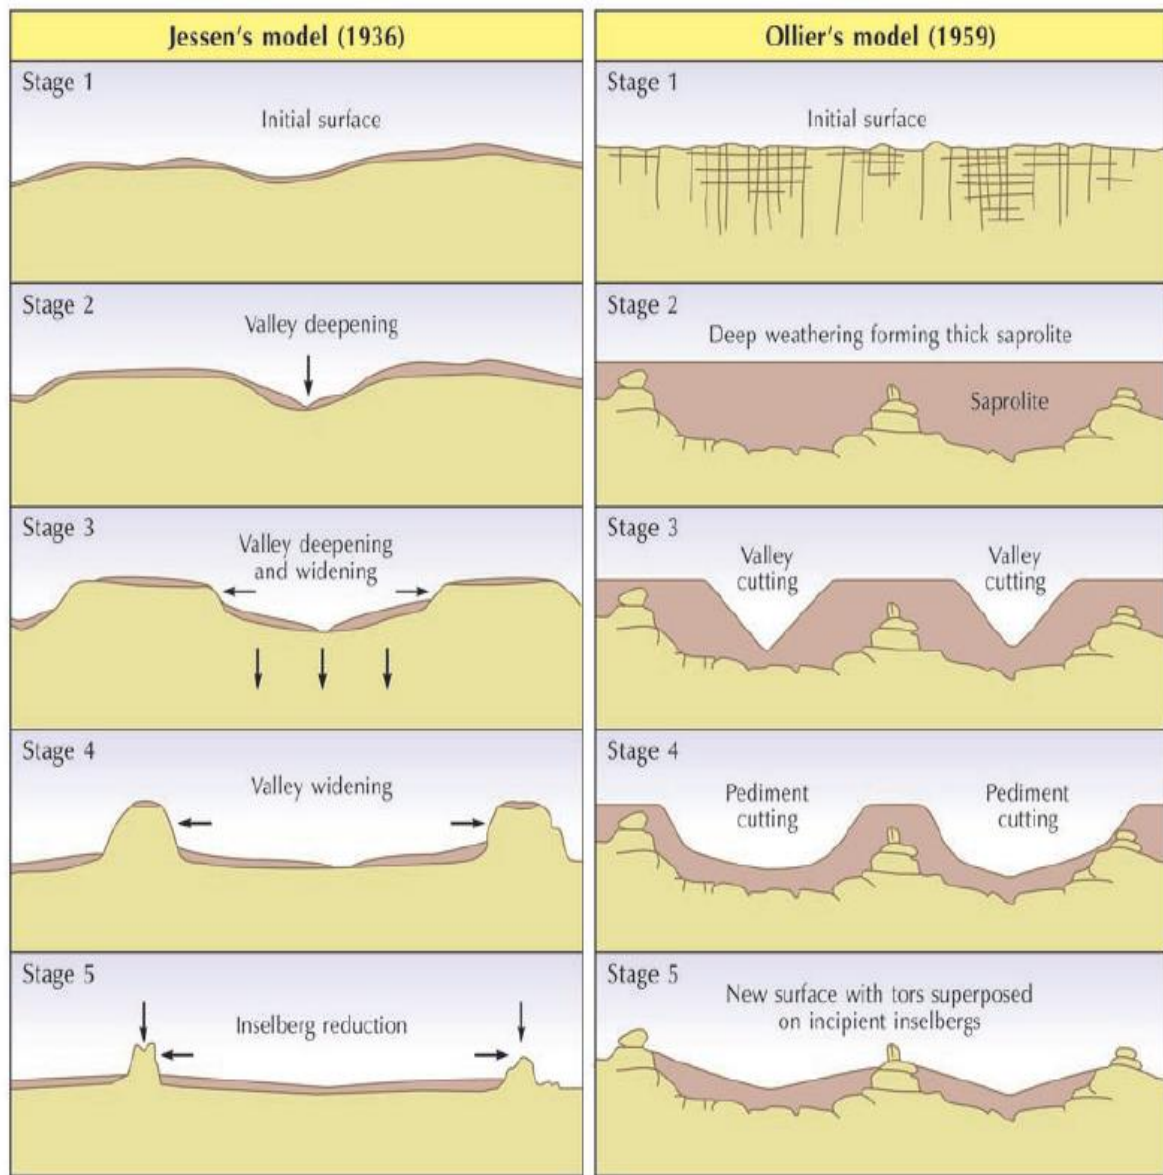 Jessen's model (1936)
Stage 1
Initial surface
Stage 2
Valley deepening
Stage 3
Valley deepening
and widening
Stage 4
Valley widening
Stage 5
Inselberg reduction
Ollier's model (1959)
Stage 1
Initial surface
Stage 2
Deep weathering forming thick saprolite
Saprolite
Stage 3
Valley
cutting
Valley
cutting
Stage 4
Pediment
cutting
Pediment
cutting
Stage 5
New surface with tors superposed
on incipient inselbergs